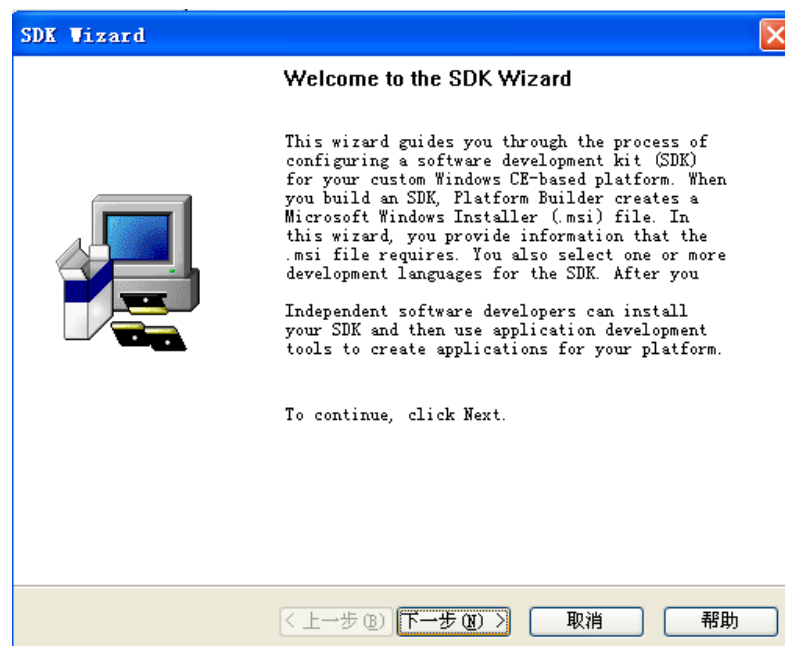 SDK Wizard
Welcome to the SDK Wizard
This wizard guides you through the process of
configuring a software development kit (SDK)
for your custom Windows CE-based platform. When
you build an SDK, Platform Builder creates a
Microsoft Windows Installer (.msi) file. In
this wizard, you provide information that the
.msi file requires. You also select one or more
development languages for the SDK. After you
Independent software developers can install
your SDK and then use application development
tools to create applications for your platform.
To continue, click Next.
< 上一步(B) 下一步(N) > 取消 帮助